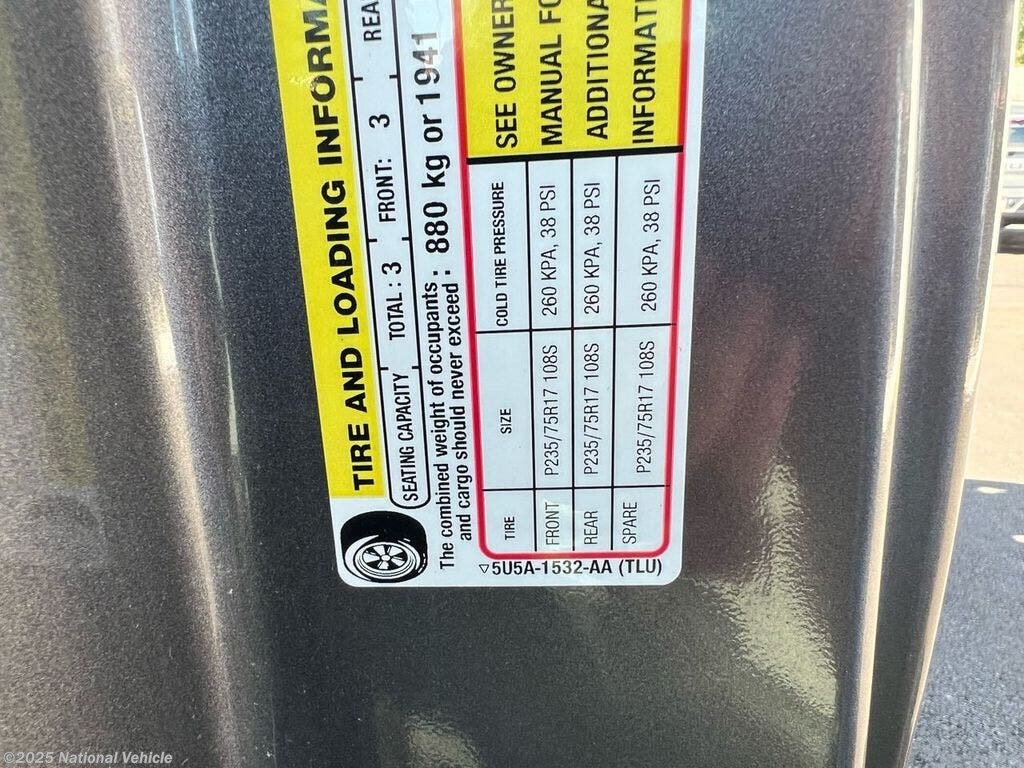 TIRE AND LOADING INFORMA
SEATING CAPACITY TOTAL : 3 FRONT: 3 REA
The combined weight of occupants :
and cargo should never exceed : 880 kg or 1941
TIRE SIZE COLD TIRE PRESSURE
FRONT P235/75R17 108S 260 KPA, 38 PSI
REAR P235/75R17 108S 260 KPA, 38 PSI
SPARE P235/75R17 108S 260 KPA, 38 PSI
SEE OWNER
MANUAL FO
ADDITIONA
INFORMATI
▽5U5A-1532-AA (TLU)
©2025 National Vehicle